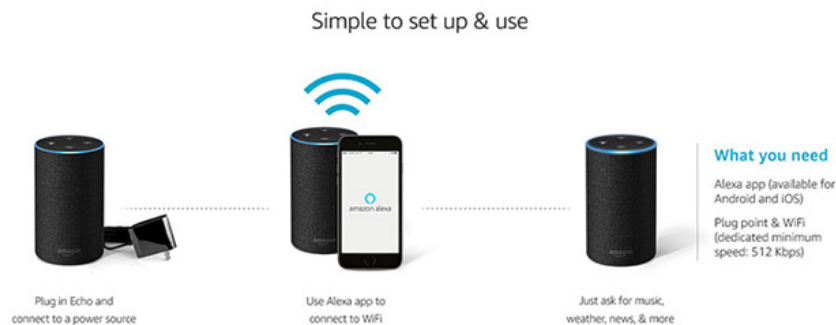 Simple to set up & use
amazon
amazon alexa
amazon
What you need
Alexa app (available for
Android and iOS)
Plug point & WiFi
(dedicated minimum
speed: 512 Kbps)
Plug in Echo and
connect to a power source
Use Alexa app to
connect to WiFi
Just ask for music,
weather, news, & more